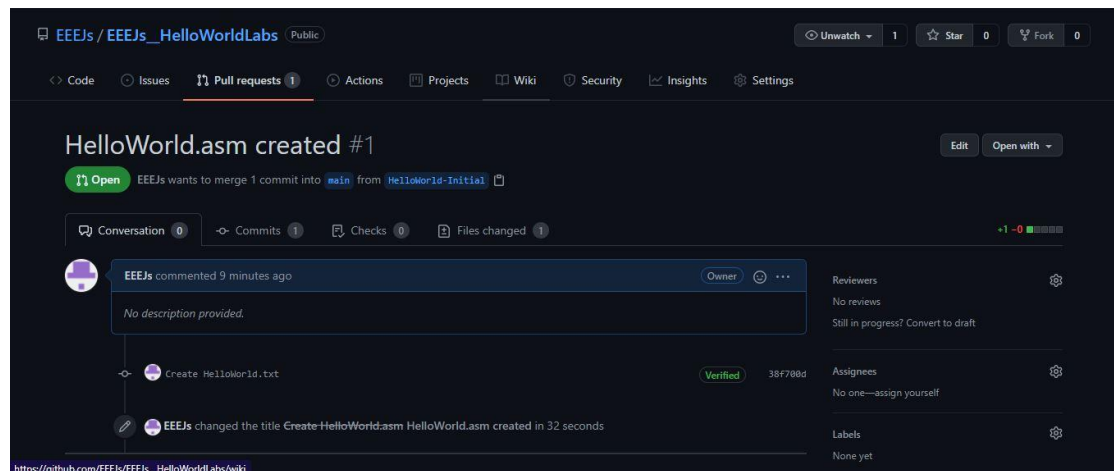 EEEJs / EEEJs__HelloWorldLabs Public Unwatch 1 Star 0 Fork 0
Code Issues Pull requests 1 Actions Projects Wiki Security Insights Settings
HelloWorld.asm created #1 Edit Open with
Open EEEJs wants to merge 1 commit into main from HelloWorld-Initial
Conversation 0 Commits 1 Checks 0 Files changed 1 +1 −0
EEEJs commented 9 minutes ago Owner
No description provided.
Reviewers
No reviews
Still in progress? Convert to draft
Create HelloWorld.txt Verified 38f700d
Assignees
No one—assign yourself
EEEJs changed the title Create HelloWorld.asm HelloWorld.asm created in 32 seconds
Labels
None yet
https://github.com/EEEJs/EEEJs__HelloWorldLabs/wiki